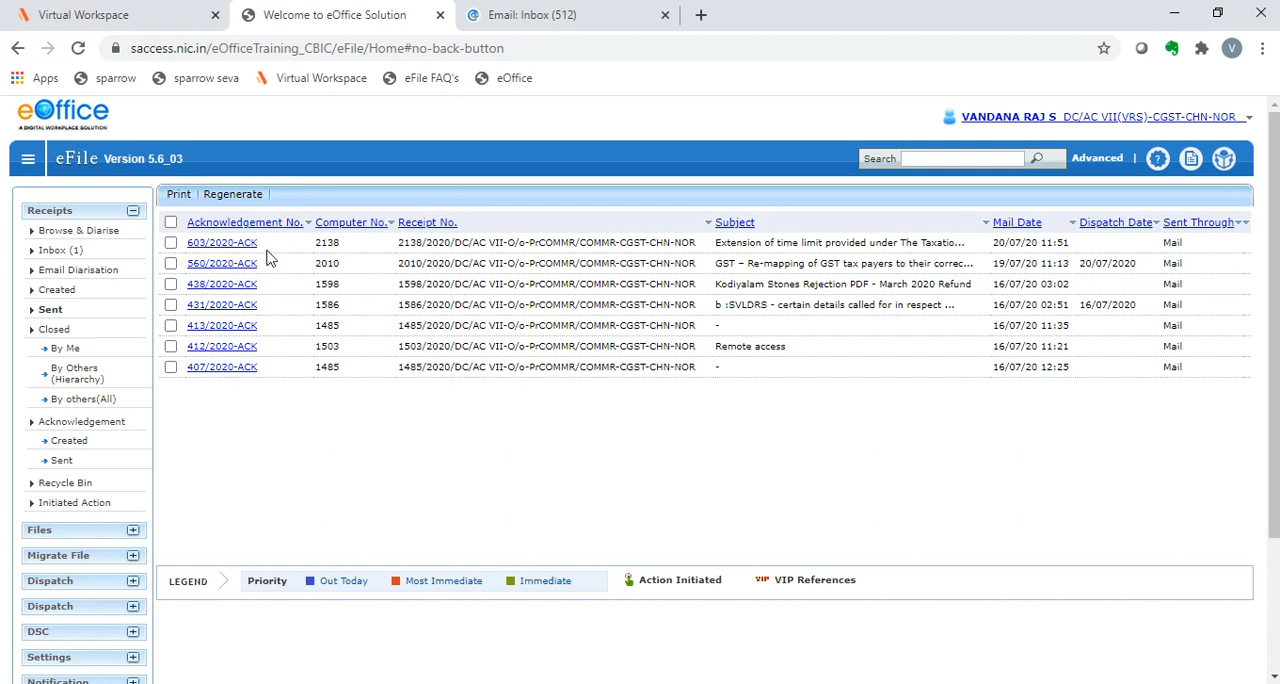 Virtual Workspace
Welcome to eOffice Solution
Email: Inbox (512)
saccess.nic.in/eOfficeTraining_CBIC/eFile/Home#no-back-button
V
Apps sparrow sparrow seva Virtual Workspace eFile FAQ's eOffice
eOffice
A DIGITAL WORKPLACE SOLUTION
VANDANA RAJ S DC/AC VII(VRS)-CGST-CHN-NOR
eFile Version 5.6_03
Search Advanced |
Print | Regenerate |
Receipts
Browse & Diarise
Inbox (1)
Email Diarisation
Created
Sent
Closed
By Me
By Others
(Hierarchy)
By others(All)
Acknowledgement
Created
Sent
Recycle Bin
Initiated Action
Files
Migrate File
Dispatch
Dispatch
DSC
Settings
Notification
Acknowledgement No. Computer No. Receipt No. Subject Mail Date Dispatch Date Sent Through
603/2020-ACK 2138 2138/2020/DC/AC VII-O/o-PrCOMMR/COMMR-CGST-CHN-NOR Extension of time limit provided under The Taxatio... 20/07/20 11:51 Mail
560/2020-ACK 2010 2010/2020/DC/AC VII-O/o-PrCOMMR/COMMR-CGST-CHN-NOR GST – Re-mapping of GST tax payers to their correc... 19/07/20 11:13 20/07/2020 Mail
438/2020-ACK 1598 1598/2020/DC/AC VII-O/o-PrCOMMR/COMMR-CGST-CHN-NOR Kodiyalam Stones Rejection PDF - March 2020 Refund 16/07/20 03:02 Mail
431/2020-ACK 1586 1586/2020/DC/AC VII-O/o-PrCOMMR/COMMR-CGST-CHN-NOR b :SVLDRS - certain details called for in respect ... 16/07/20 02:51 16/07/2020 Mail
413/2020-ACK 1485 1485/2020/DC/AC VII-O/o-PrCOMMR/COMMR-CGST-CHN-NOR - 16/07/20 11:35 Mail
412/2020-ACK 1503 1503/2020/DC/AC VII-O/o-PrCOMMR/COMMR-CGST-CHN-NOR Remote access 16/07/20 11:21 Mail
407/2020-ACK 1485 1485/2020/DC/AC VII-O/o-PrCOMMR/COMMR-CGST-CHN-NOR - 16/07/20 12:25 Mail
LEGEND Priority Out Today Most Immediate Immediate Action Initiated VIP VIP References